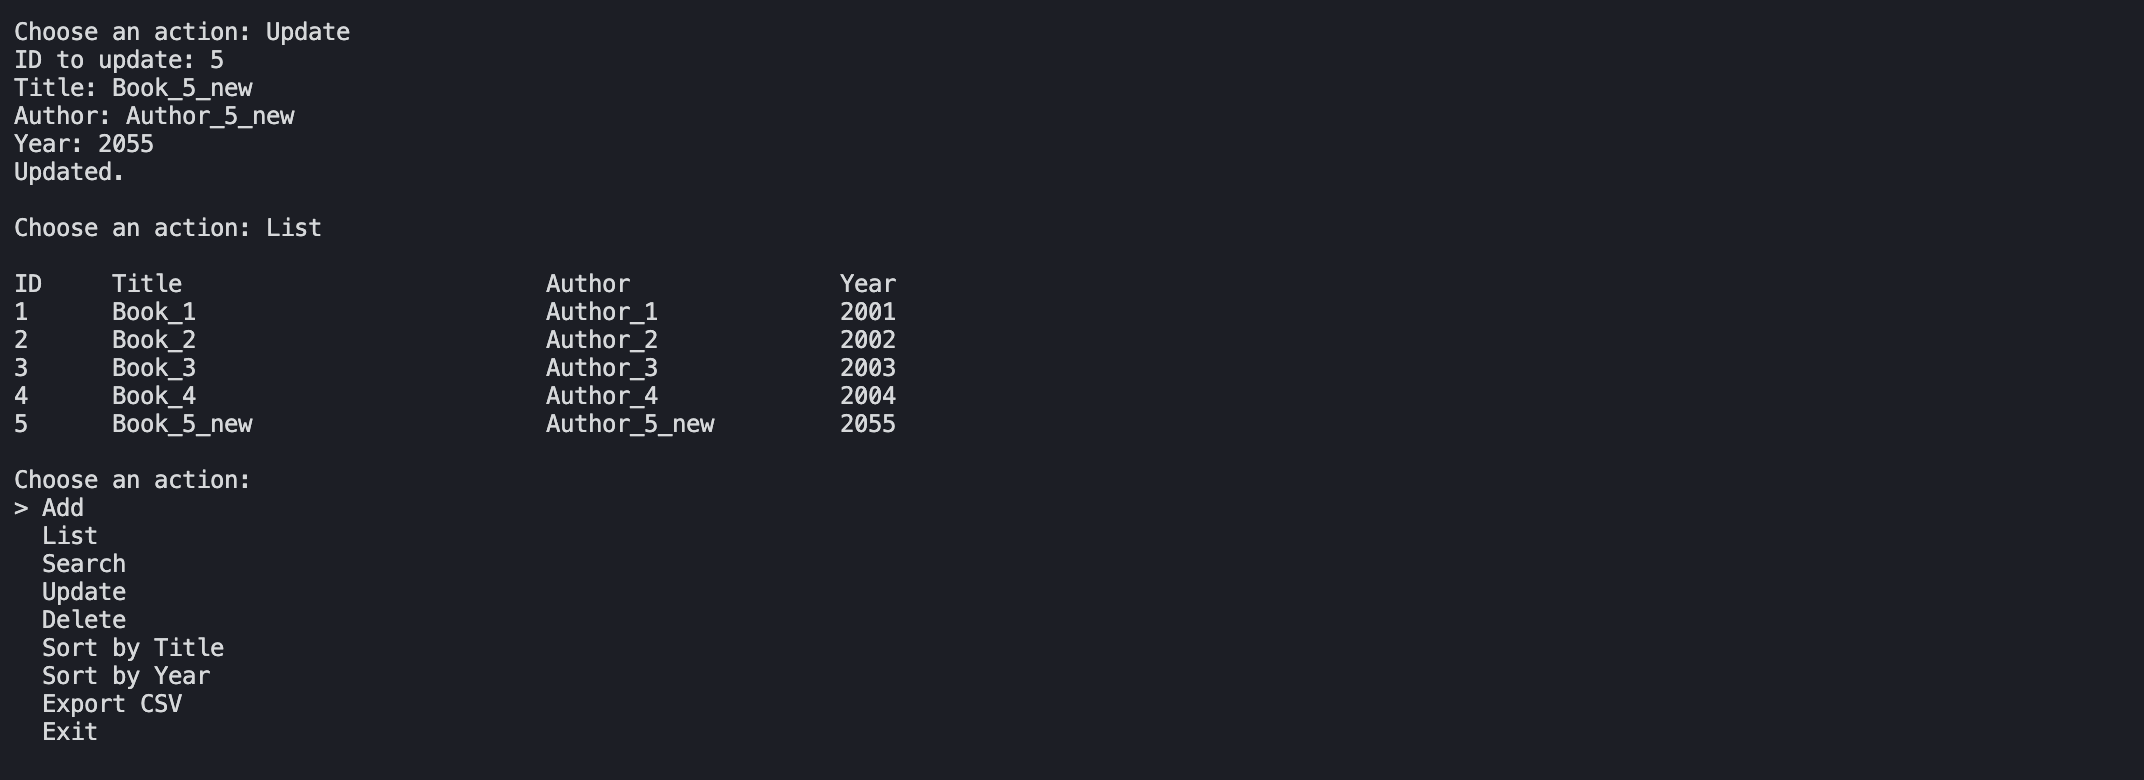 Choose an action: Update
ID to update: 5
Title: Book_5_new
Author: Author_5_new
Year: 2055
Updated.

Choose an action: List

ID     Title                          Author               Year
1      Book_1                         Author_1             2001
2      Book_2                         Author_2             2002
3      Book_3                         Author_3             2003
4      Book_4                         Author_4             2004
5      Book_5_new                     Author_5_new         2055

Choose an action:
> Add
  List
  Search
  Update
  Delete
  Sort by Title
  Sort by Year
  Export CSV
  Exit